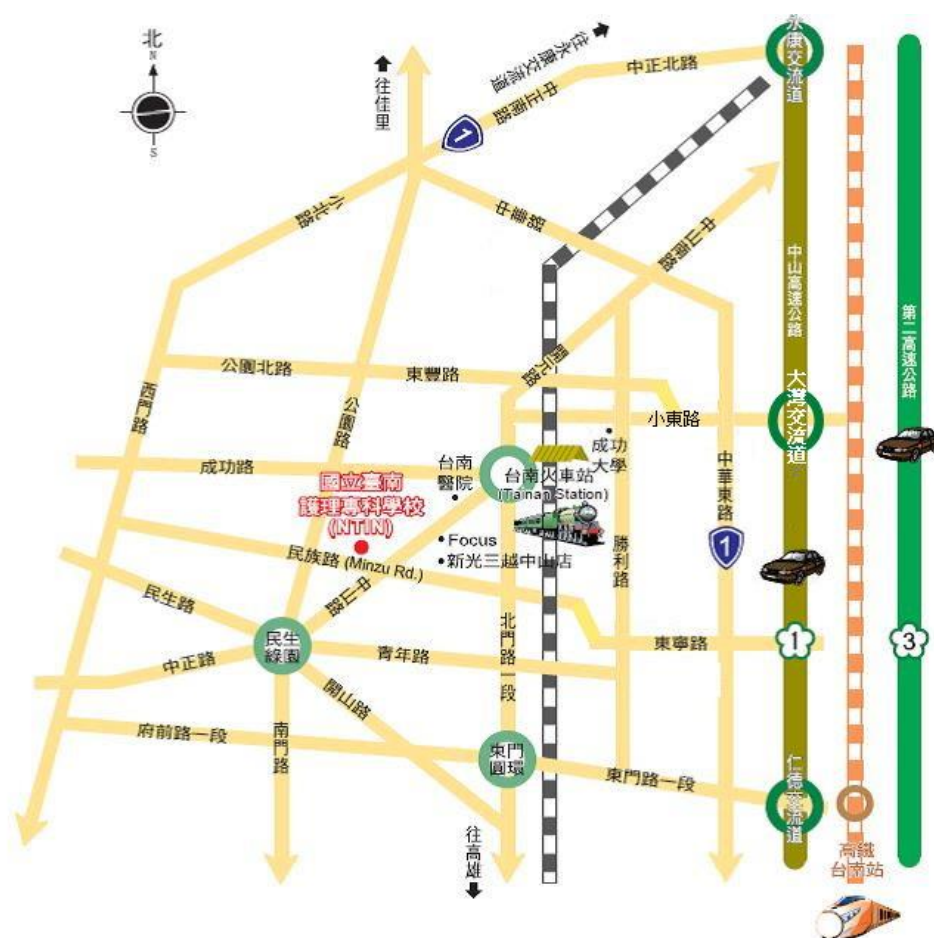 北
N
S
往佳里
往永康交流道
中正南路
1
中正北路
永康交流道
小北路
中華路
中山南路
中山高速公路
第二高速公路
西門路
公園北路
公園路
東豐路
開元路
小東路
大灣交流道
成功路
台南
醫院
台南火車站
(Tainan Station)
成功
大學
中華東路
1
國立臺南
護理專科學校
(NTIN)
Focus
新光三越中山店
民族路 (Minzu Rd.)
勝利路
民生路
中山路
民生
綠園
中正路
青年路
北門路一段
東寧路
1
3
開山路
府前路一段
南門路
東門
圓環
東門路一段
仁德交流道
往高雄
高鐵
台南站